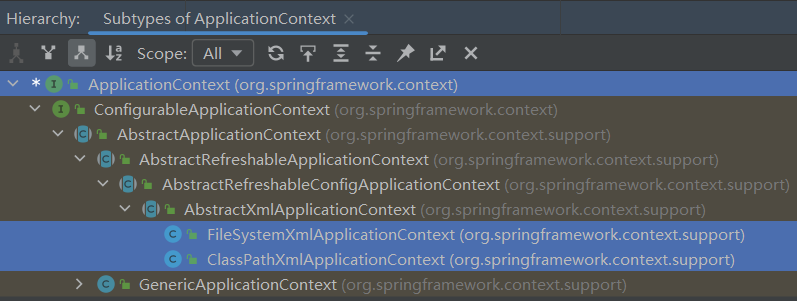 Hierarchy: Subtypes of ApplicationContext
Scope: All
ApplicationContext (org.springframework.context)
ConfigurableApplicationContext (org.springframework.context)
AbstractApplicationContext (org.springframework.context.support)
AbstractRefreshableApplicationContext (org.springframework.context.support)
AbstractRefreshableConfigApplicationContext (org.springframework.context.support)
AbstractXmlApplicationContext (org.springframework.context.support)
FileSystemXmlApplicationContext (org.springframework.context.support)
ClassPathXmlApplicationContext (org.springframework.context.support)
GenericApplicationContext (org.springframework.context.support)